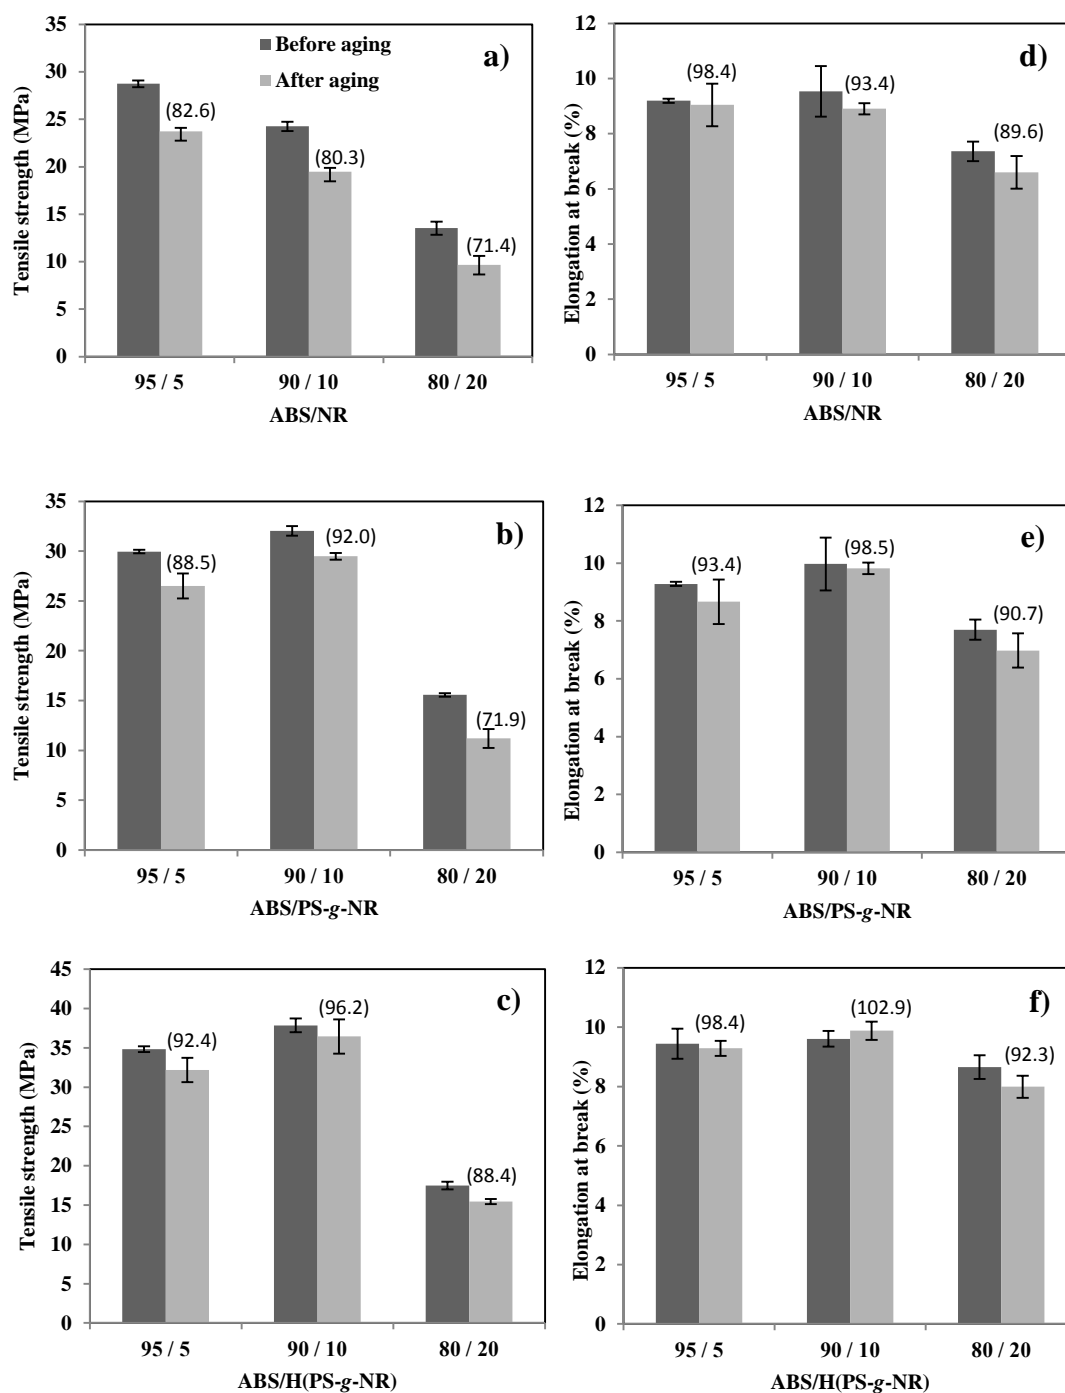 a)
Before aging
After aging
Tensile strength (MPa)
35
30
25
20
15
10
5
0
(82.6)
(80.3)
(71.4)
95 / 5
90 / 10
80 / 20
ABS/NR
d)
Elongation at break (%)
12
10
8
6
4
2
0
(98.4)
(93.4)
(89.6)
95 / 5
90 / 10
80 / 20
ABS/NR
b)
Tensile strength (MPa)
35
30
25
20
15
10
5
0
(88.5)
(92.0)
(71.9)
95 / 5
90 / 10
80 / 20
ABS/PS-g-NR
e)
Elongation at break (%)
12
10
8
6
4
2
0
(93.4)
(98.5)
(90.7)
95 / 5
90 / 10
80 / 20
ABS/PS-g-NR
c)
Tensile strength (MPa)
45
40
35
30
25
20
15
10
5
0
(92.4)
(96.2)
(88.4)
95 / 5
90 / 10
80 / 20
ABS/H(PS-g-NR)
f)
Elongation at break (%)
12
10
8
6
4
2
0
(98.4)
(102.9)
(92.3)
95 / 5
90 / 10
80 / 20
ABS/H(PS-g-NR)